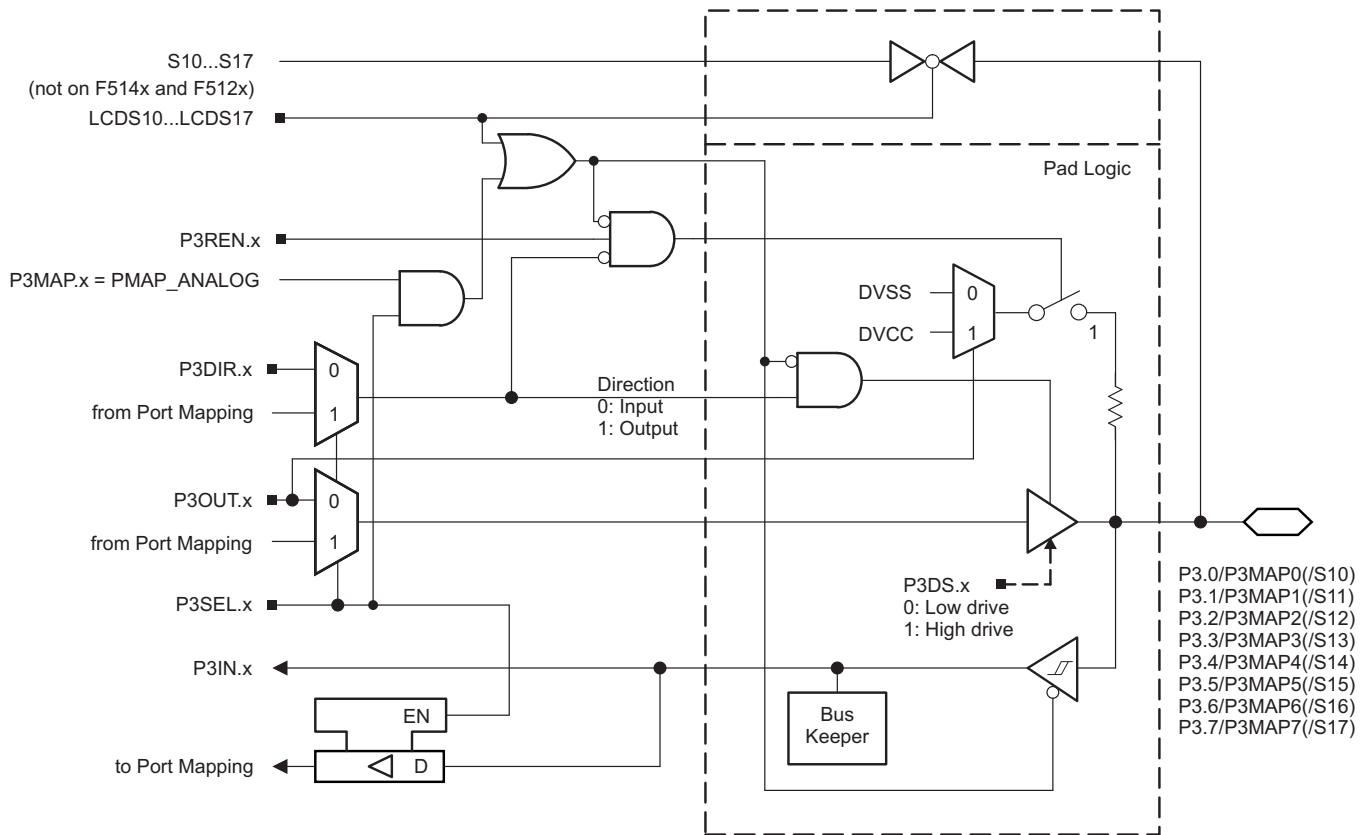 S10...S17
(not on F514x and F512x)
LCDS10...LCDS17
Pad Logic
P3REN.x
P3MAP.x = PMAP_ANALOG
DVSS
0
DVCC
1
1
P3DIR.x
0
from Port Mapping
1
Direction
0: Input
1: Output
P3OUT.x
0
from Port Mapping
1
P3DS.x
0: Low drive
1: High drive
P3SEL.x
P3IN.x
EN
Bus
Keeper
to Port Mapping
D
P3.0/P3MAP0(/S10)
P3.1/P3MAP1(/S11)
P3.2/P3MAP2(/S12)
P3.3/P3MAP3(/S13)
P3.4/P3MAP4(/S14)
P3.5/P3MAP5(/S15)
P3.6/P3MAP6(/S16)
P3.7/P3MAP7(/S17)